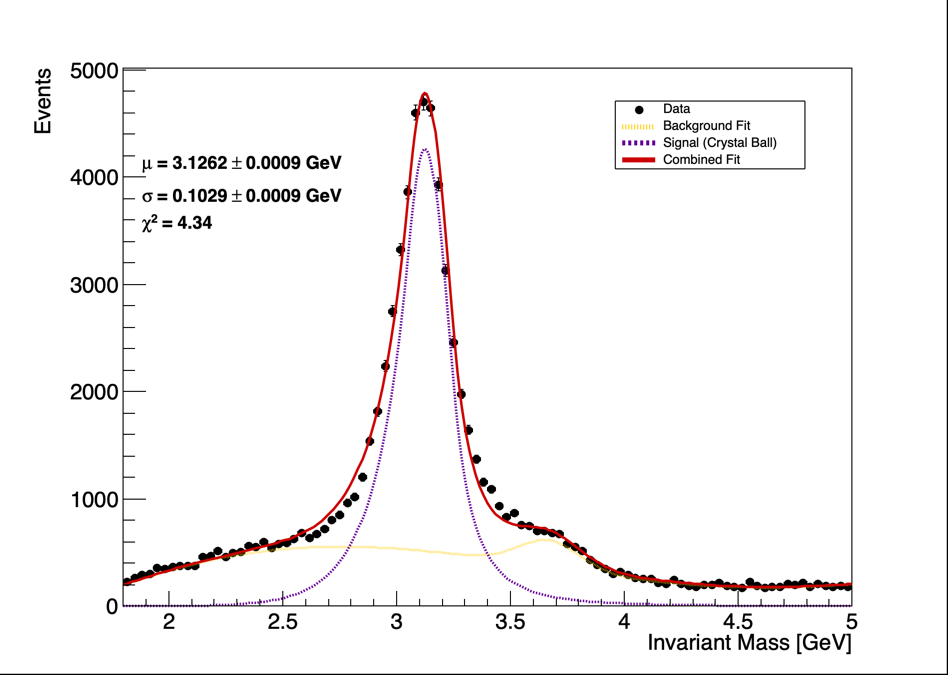 Events
5000
4000
3000
2000
1000
0
μ = 3.1262 ± 0.0009 GeV
σ = 0.1029 ± 0.0009 GeV
χ² = 4.34
Data
Background Fit
Signal (Crystal Ball)
Combined Fit
2 2.5 3 3.5 4 4.5 5
Invariant Mass [GeV]